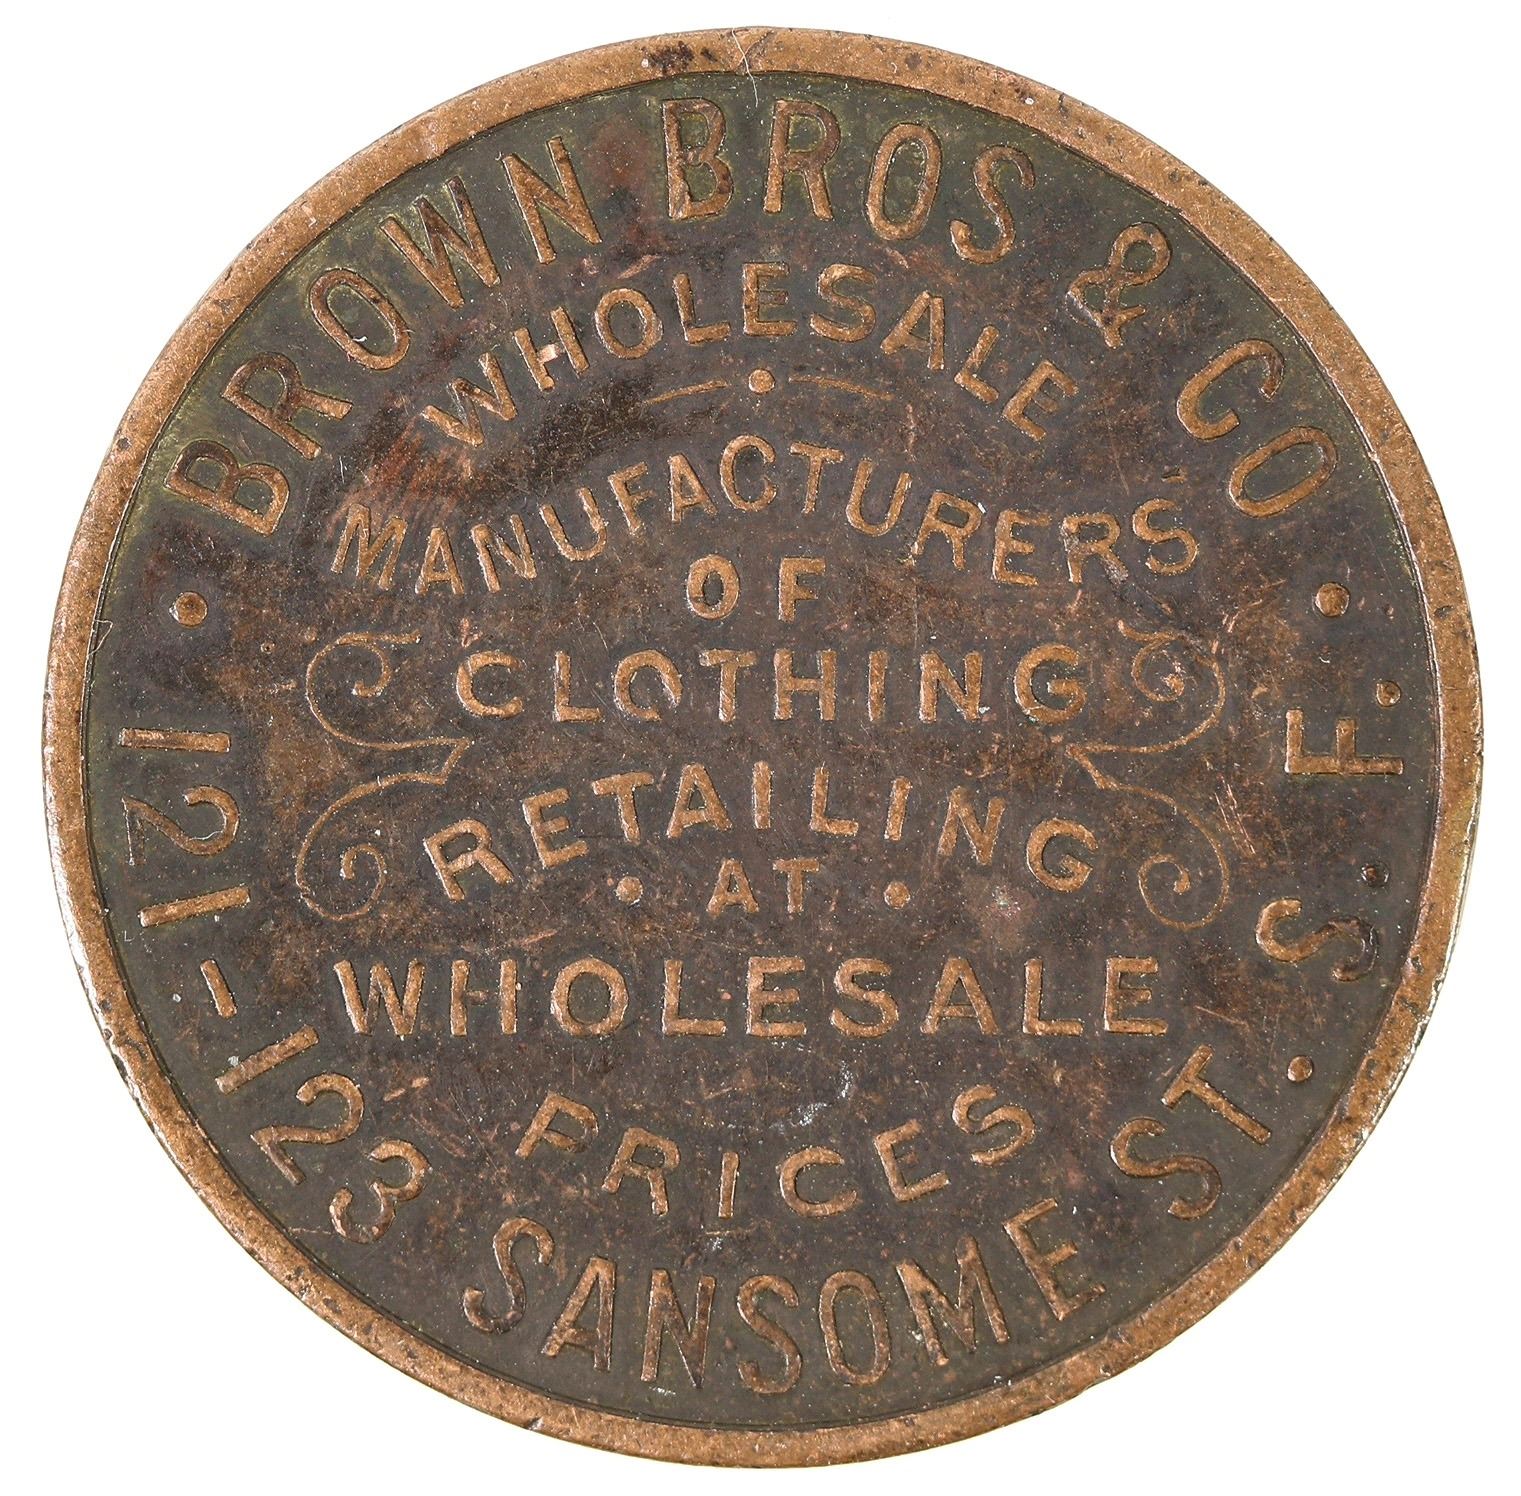 BROWN BROS & CO
WHOLESALE
MANUFACTURERS
OF
CLOTHING
RETAILING
· AT ·
WHOLESALE
PRICES
121-123 SANSOME ST. S. F.